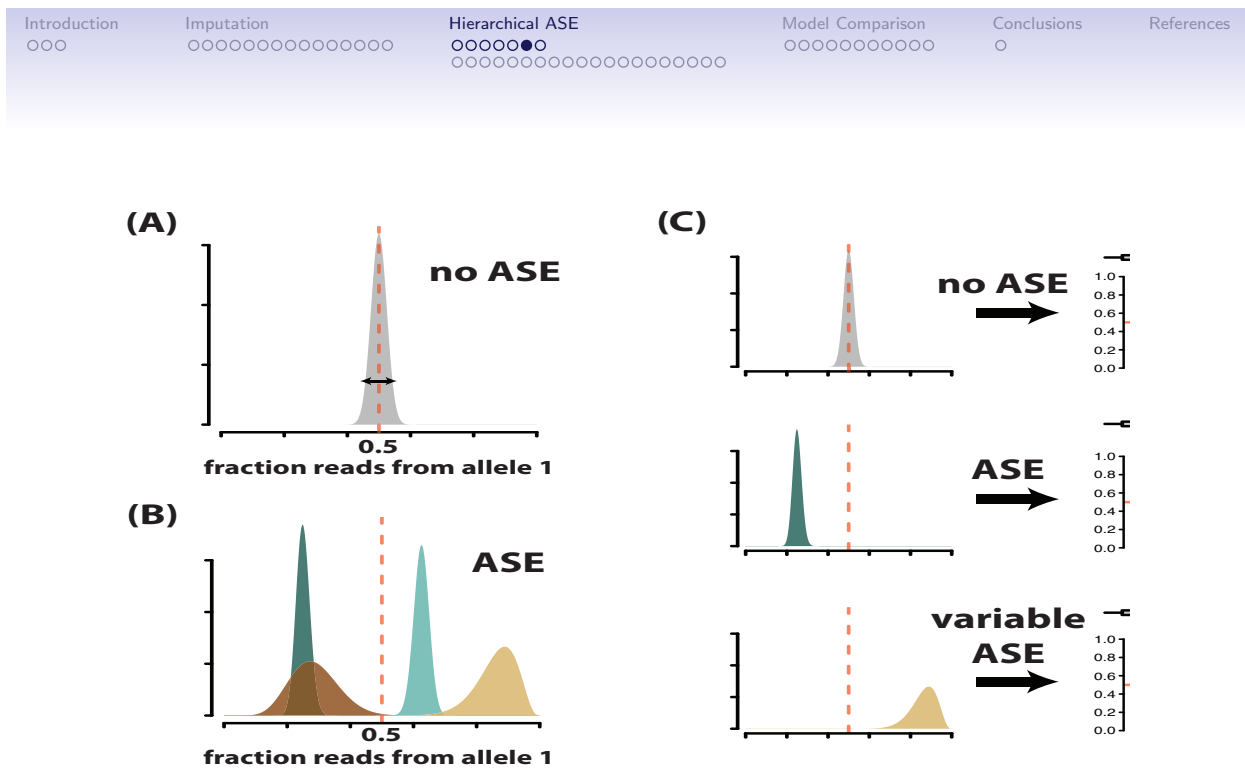 Introduction
Imputation
Hierarchical ASE
Model Comparison
Conclusions
References
(A)
no ASE
0.5
fraction reads from allele 1
(B)
ASE
0.5
fraction reads from allele 1
(C)
no ASE
1.0
0.8
0.6
0.4
0.2
0.0
ASE
1.0
0.8
0.6
0.4
0.2
0.0
variable
ASE
1.0
0.8
0.6
0.4
0.2
0.0